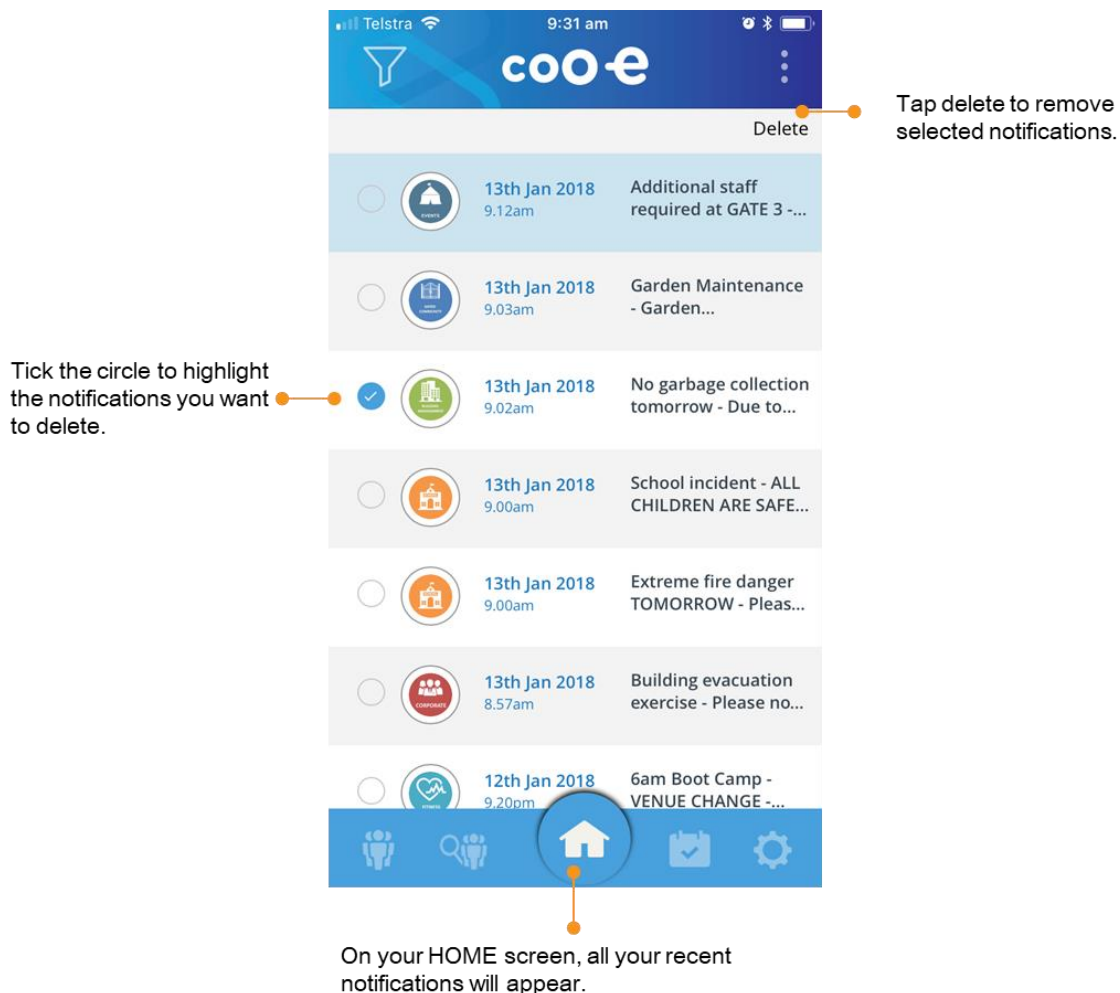 Telstra
9:31 am
coo-e
Delete
Tap delete to remove
selected notifications.
EVENTS
13th Jan 2018
9.12am
Additional staff
required at GATE 3 -...
13th Jan 2018
9.03am
Garden Maintenance
- Garden...
Tick the circle to highlight
the notifications you want
to delete.
13th Jan 2018
9.02am
No garbage collection
tomorrow - Due to...
13th Jan 2018
9.00am
School incident - ALL
CHILDREN ARE SAFE...
13th Jan 2018
9.00am
Extreme fire danger
TOMORROW - Pleas...
CORPORATE
13th Jan 2018
8.57am
Building evacuation
exercise - Please no...
FITNESS
12th Jan 2018
9.20pm
6am Boot Camp -
VENUE CHANGE -...
On your HOME screen, all your recent
notifications will appear.